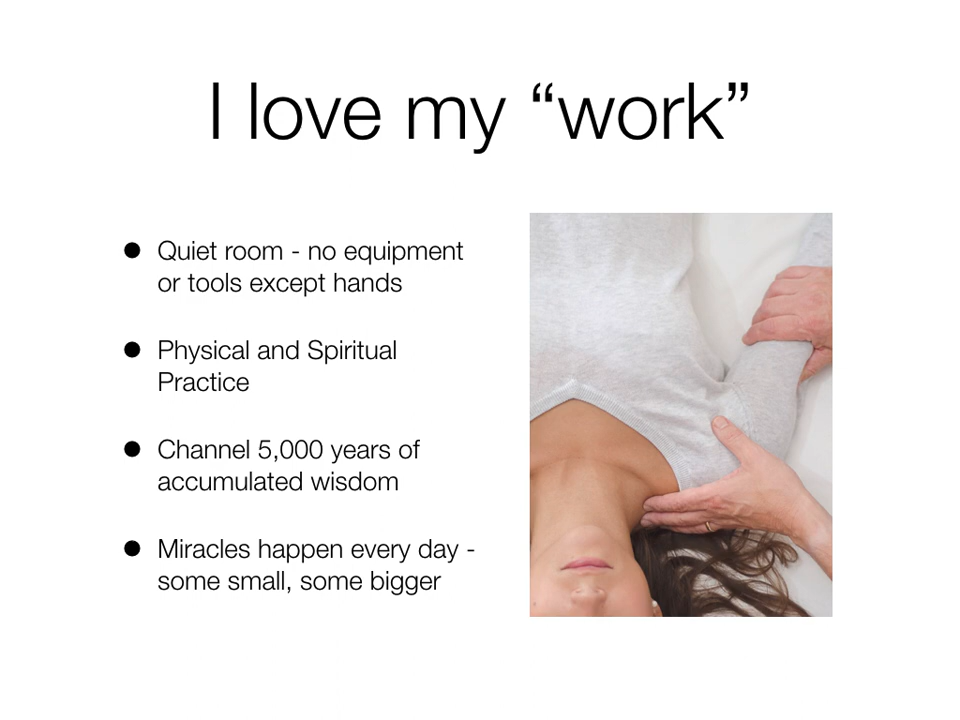 I love my “work”
● Quiet room - no equipment
or tools except hands
● Physical and Spiritual
Practice
● Channel 5,000 years of
accumulated wisdom
● Miracles happen every day -
some small, some bigger